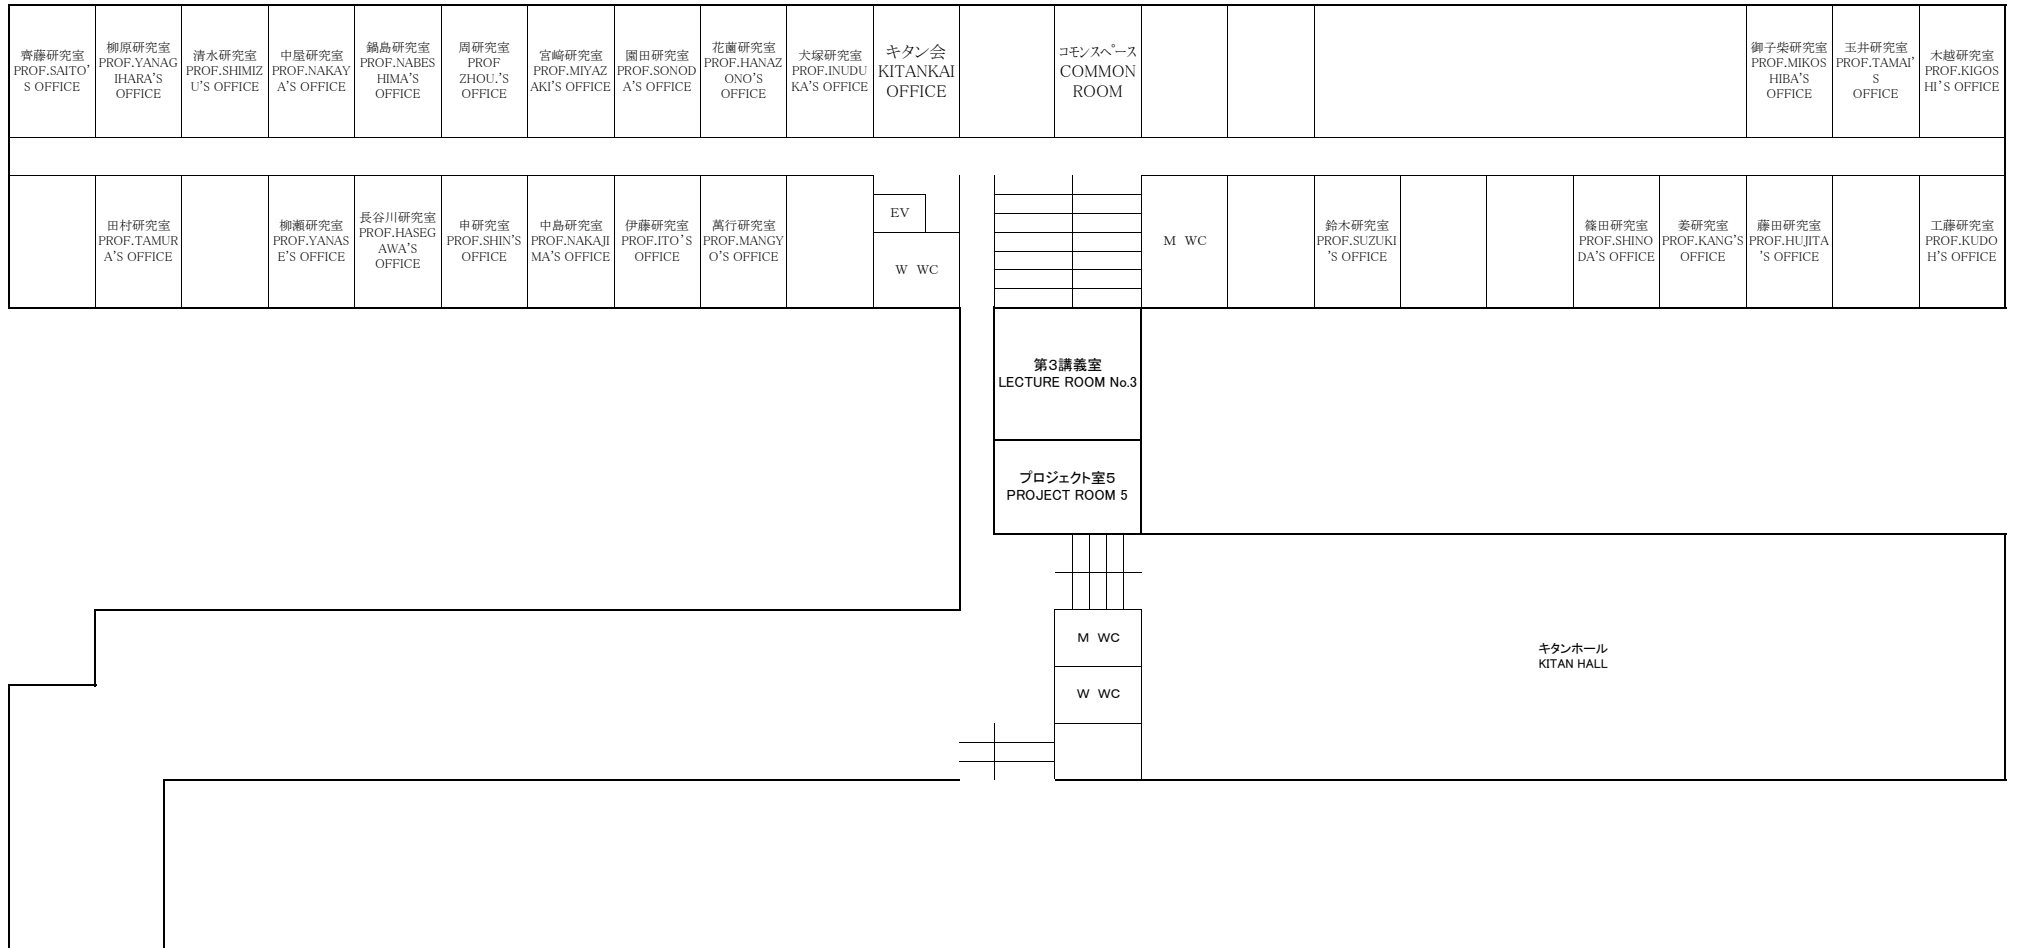 齊藤研究室
PROF.SAITO'
S OFFICE
柳原研究室
PROF.YANAG
IHARA'S
OFFICE
清水研究室
PROF.SHIMIZ
U'S OFFICE
中屋研究室
PROF.NAKAY
A'S OFFICE
鍋島研究室
PROF.NABES
HIMA'S
OFFICE
周研究室
PROF
ZHOU.'S
OFFICE
宮﨑研究室
PROF.MIYAZ
AKI'S OFFICE
園田研究室
PROF.SONOD
A'S OFFICE
花薗研究室
PROF.HANAZ
ONO'S
OFFICE
犬塚研究室
PROF.INUDU
KA'S OFFICE
キタン会
KITANKAI
OFFICE
コモンスペース
COMMON
ROOM
御子柴研究室
PROF.MIKOS
HIBA'S
OFFICE
玉井研究室
PROF.TAMAI'
S
OFFICE
木越研究室
PROF.KIGOS
HI'S OFFICE
田村研究室
PROF.TAMUR
A'S OFFICE
柳瀬研究室
PROF.YANAS
E'S OFFICE
長谷川研究室
PROF.HASEG
AWA'S
OFFICE
申研究室
PROF.SHIN'S
OFFICE
中島研究室
PROF.NAKAJI
MA'S OFFICE
伊藤研究室
PROF.ITO'S
OFFICE
萬行研究室
PROF.MANGY
O'S OFFICE
EV
W WC
M WC
鈴木研究室
PROF.SUZUKI
'S OFFICE
篠田研究室
PROF.SHINO
DA'S OFFICE
姜研究室
PROF.KANG'S
OFFICE
藤田研究室
PROF.HUJITA
'S OFFICE
工藤研究室
PROF.KUDO
H'S OFFICE
第3講義室
LECTURE ROOM No.3
プロジェクト室5
PROJECT ROOM 5
M WC
W WC
キタンホール
KITAN HALL